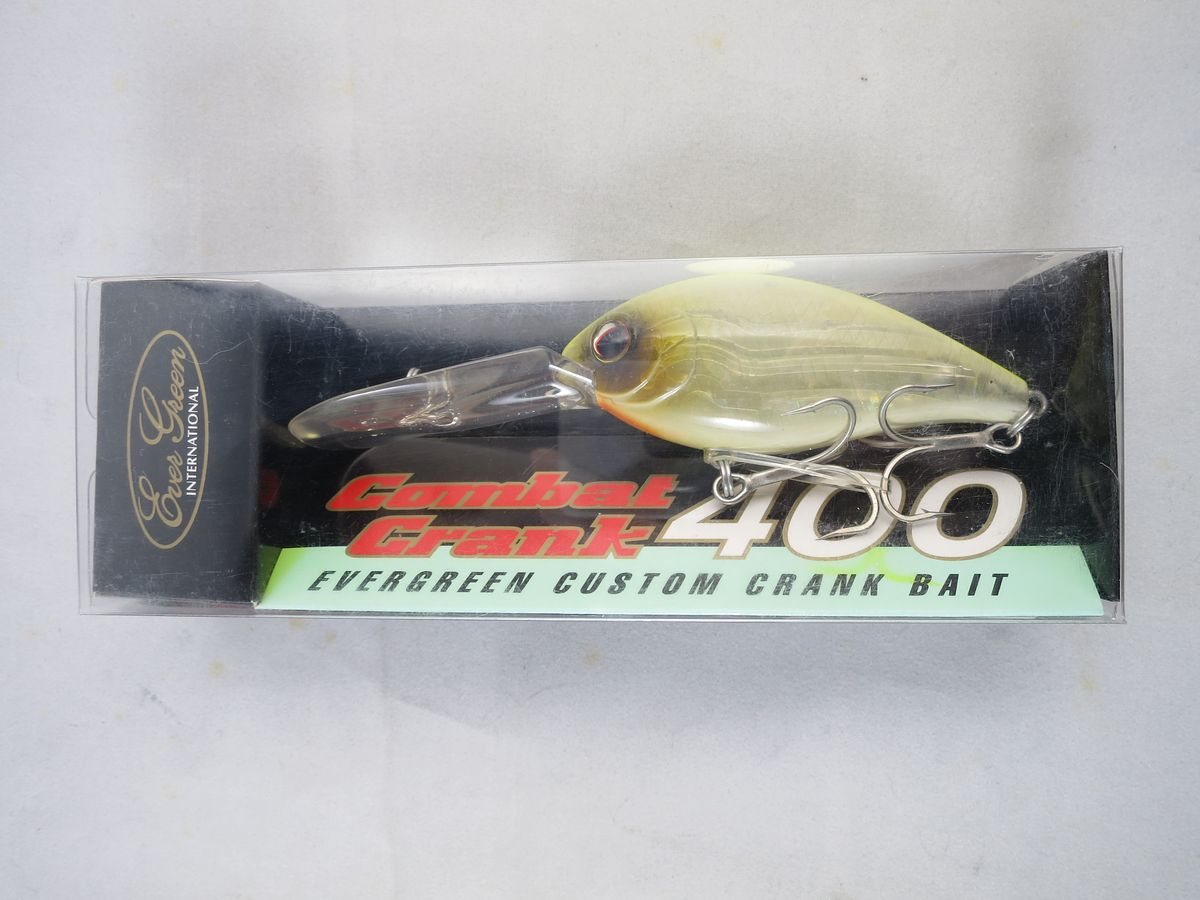 Ever Green
INTERNATIONAL
Combat
Crank 400
EVERGREEN CUSTOM CRANK BAIT